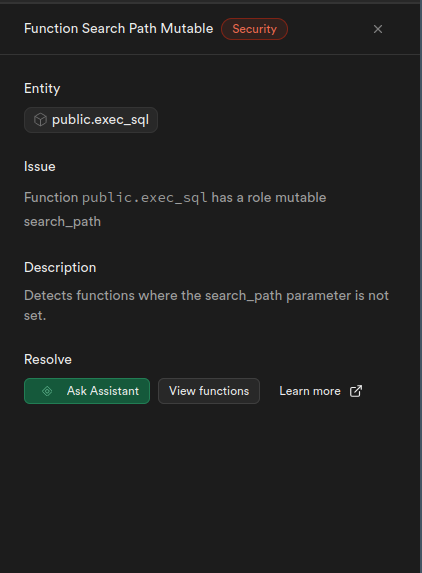 Function Search Path Mutable Security
Entity
public.exec_sql
Issue
Function public.exec_sql has a role mutable
search_path
Description
Detects functions where the search_path parameter is not
set.
Resolve
Ask Assistant View functions Learn more